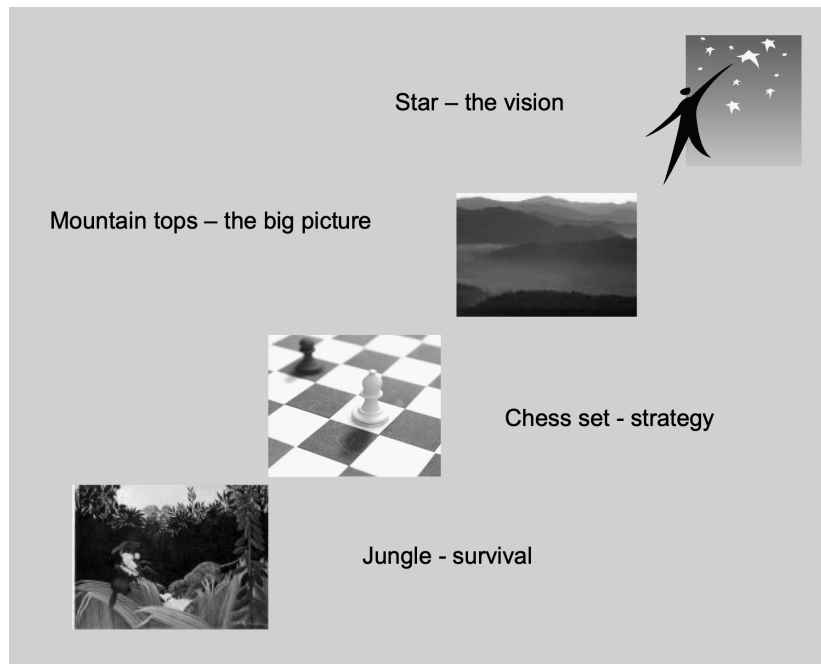 Star – the vision
Mountain tops – the big picture
Chess set - strategy
Jungle - survival